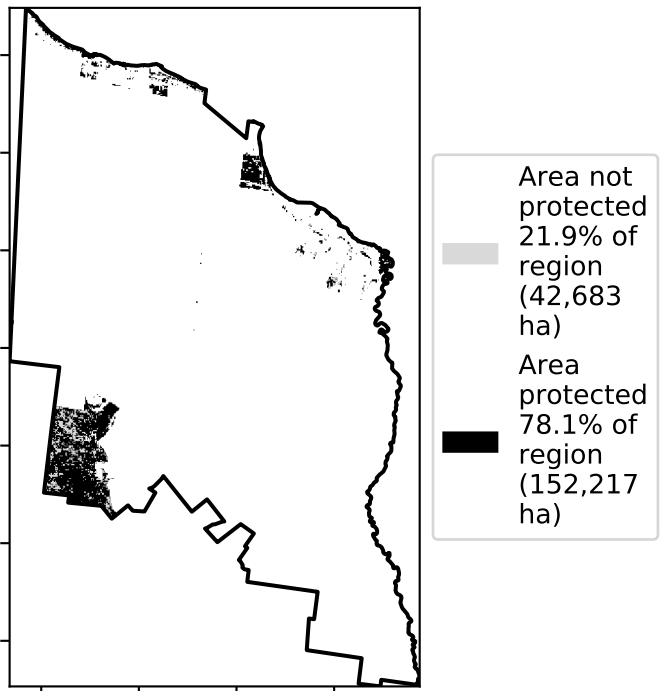 Area not
protected
21.9% of
region
(42,683
ha)
Area
protected
78.1% of
region
(152,217
ha)